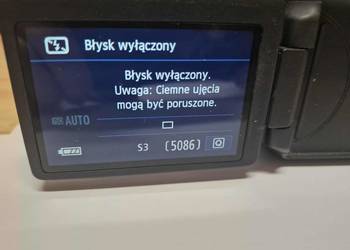 Błysk wyłączony
Błysk wyłączony.
Uwaga: Ciemne ujęcia
mogą być poruszone.
AUTO
S3 (5086)